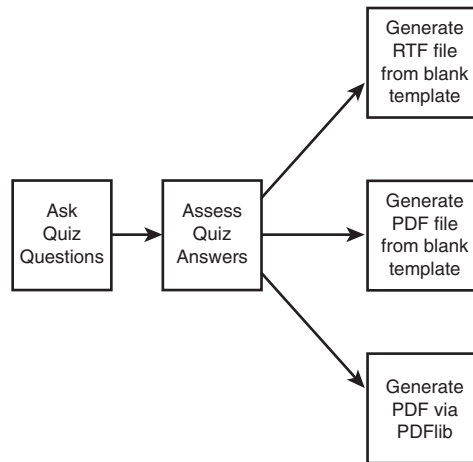 Ask
Quiz
Questions
Assess
Quiz
Answers
Generate
RTF file
from blank
template
Generate
PDF file
from blank
template
Generate
PDF via
PDFlib